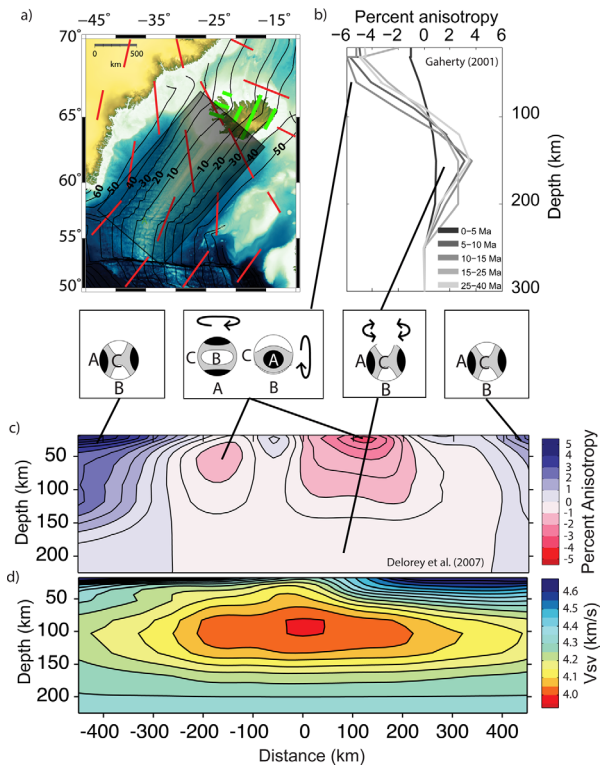 a)
−45° −35° −25° −15°
70°
0 500
km
65°
60°
55°
50°
60 50 40 30 20 10 10 20 30 40 50
b)
Percent anisotropy
−6 −4 −2 0 2 4 6
Gaherty (2001)
100
200
300
Depth (km)
0−5 Ma
5−10 Ma
10−15 Ma
15−25 Ma
25−40 Ma
A C
B
C B
A
C A
B
A C
B
A C
B
c)
Depth (km)
50
100
150
200
Delorey et al. (2007)
5
4
3
2
1
0
-1
-2
-3
-4
-5
Percent Anisotropy
d)
Depth (km)
50
100
150
200
4.6
4.5
4.4
4.3
4.2
4.1
4.0
Vsv (km/s)
-400 -300 -200 -100 -0 100 200 300 400
Distance (km)